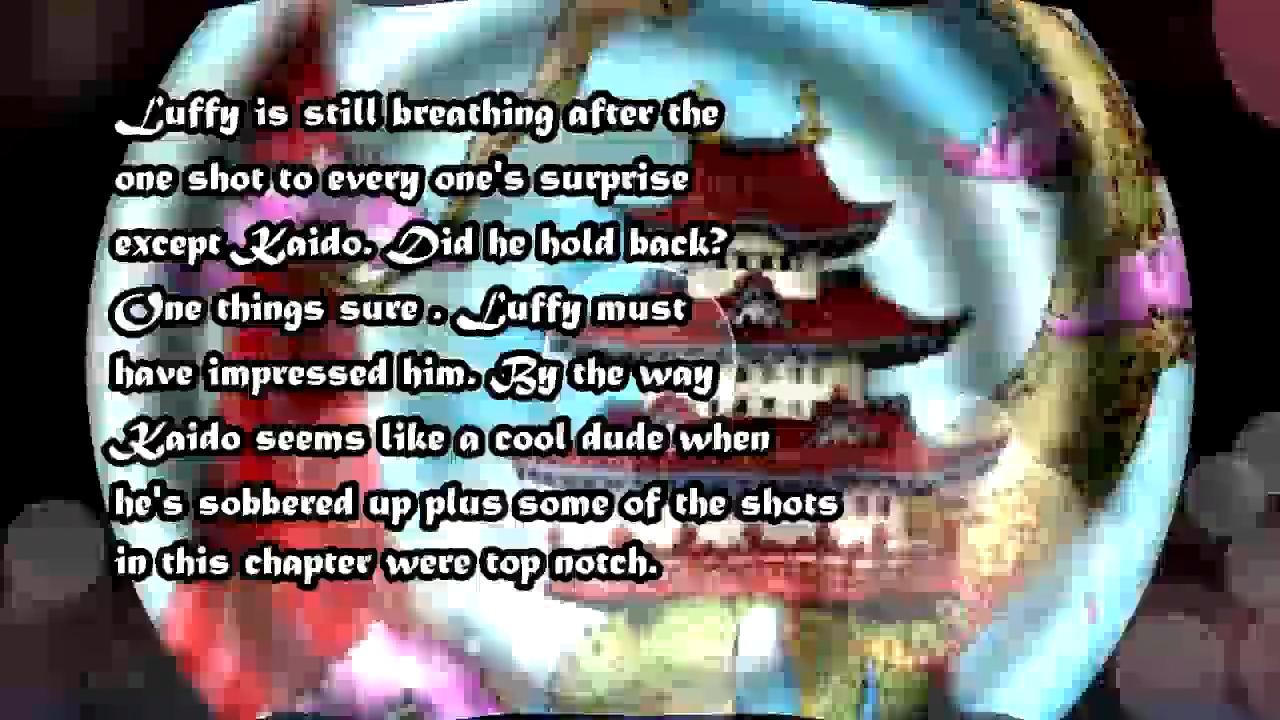 Luffy is still breathing after the
one shot to every one's surprise
except Kaido. Did he hold back?
One things sure . Luffy must
have impressed him. By the way
Kaido seems like a cool dude when
he's sobbered up plus some of the shots
in this chapter were top notch.